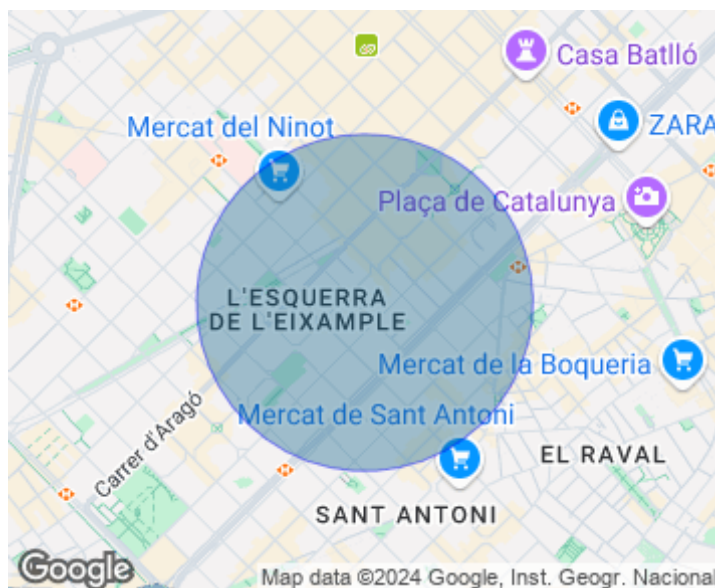 Casa Batlló
Mercat del Ninot
ZARA
Plaça de Catalunya
L'ESQUERRA
DE L'EIXAMPLE
Mercat de la Boqueria
Carrer d'Aragó
Mercat de Sant Antoni
EL RAVAL
SANT ANTONI
Google
Map data ©2024 Google, Inst. Geogr. Nacional